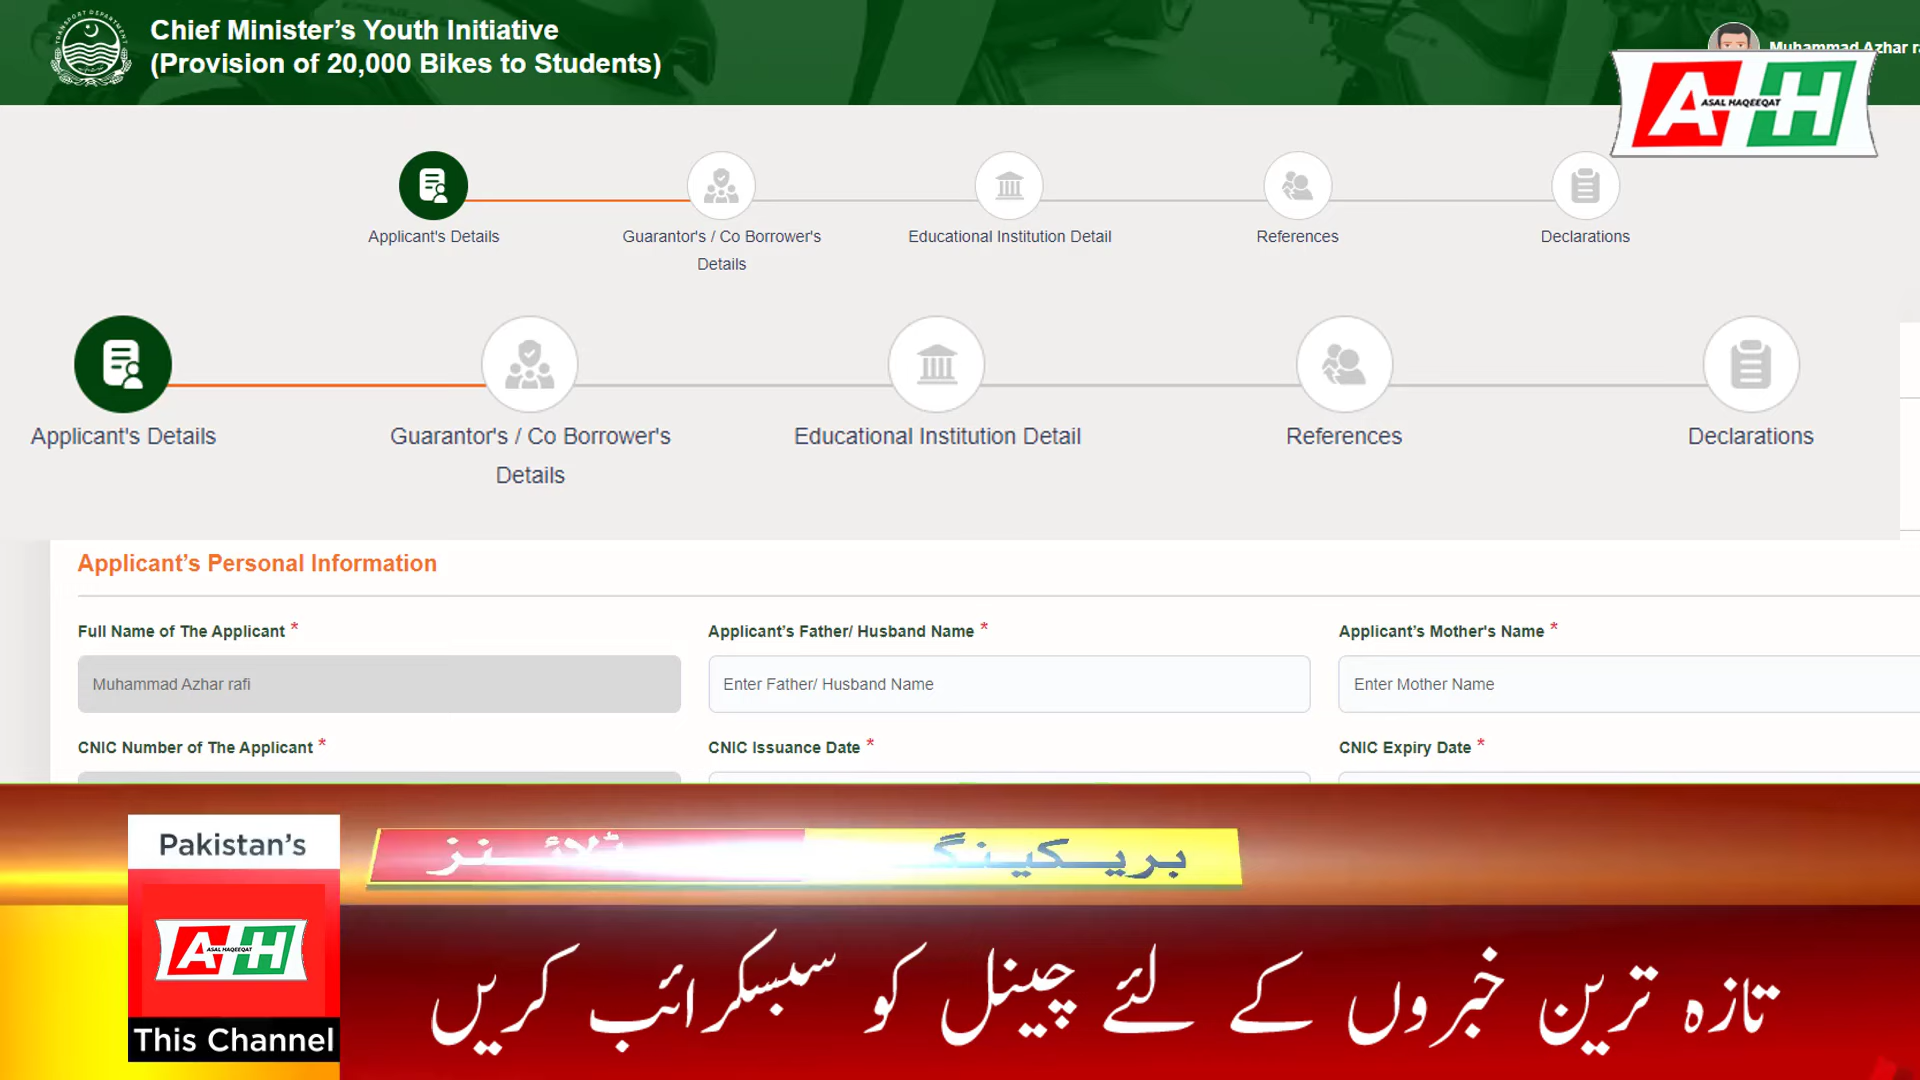 Chief Minister’s Youth Initiative
(Provision of 20,000 Bikes to Students)
Muhammad Azhar
ASAL HAQEEQAT
AH
Applicant's Details
Guarantor's / Co Borrower's
Details
Educational Institution Detail
References
Declarations
Applicant's Details
Guarantor's / Co Borrower's
Details
Educational Institution Detail
References
Declarations
Applicant’s Personal Information
Full Name of The Applicant *
Applicant’s Father/ Husband Name *
Applicant’s Mother's Name *
Muhammad Azhar rafi
Enter Father/ Husband Name
Enter Mother Name
CNIC Number of The Applicant *
CNIC Issuance Date *
CNIC Expiry Date *
Pakistan’s
بریکینگ
AH
ASAL HAQEEQAT
This Channel
تازہ ترین خبروں کے لئے چینل کو سبسکرائب کریں